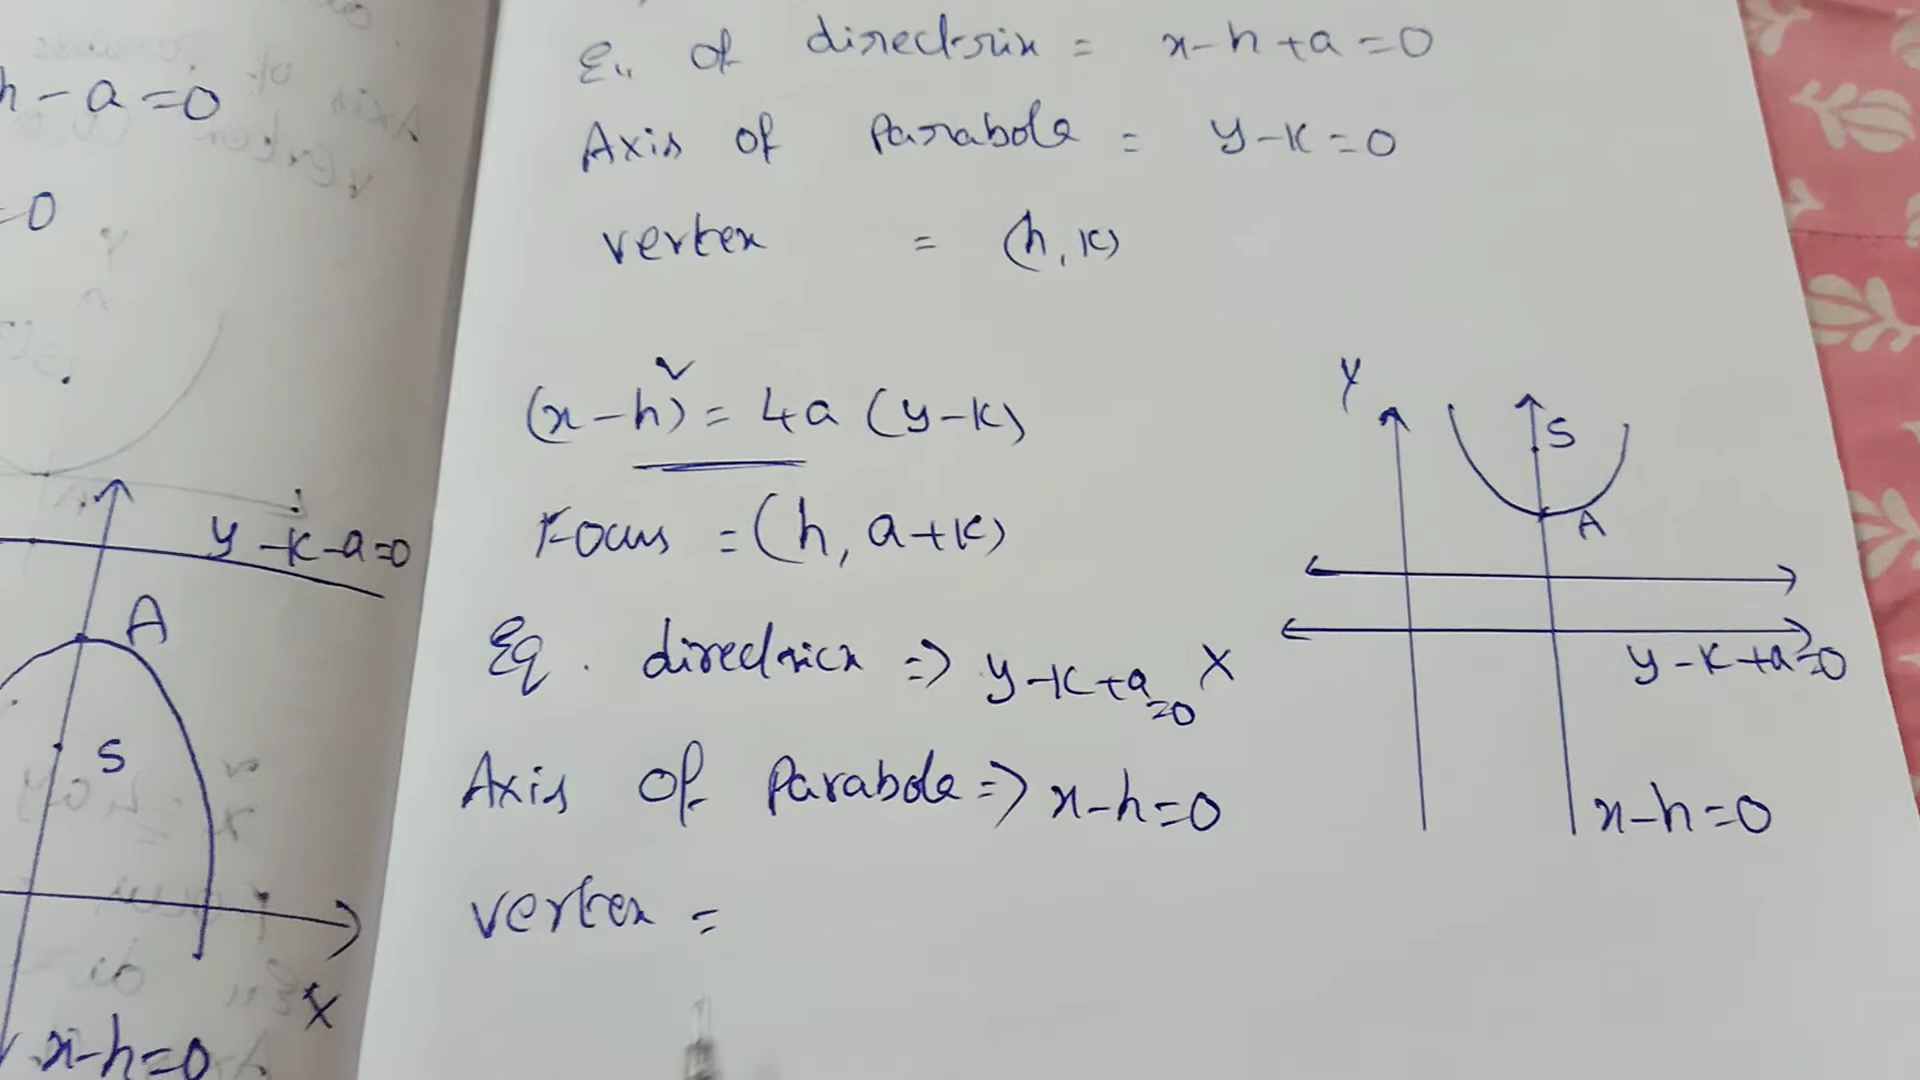 h - a = 0
= 0
y - k - a = 0
A
S
X
x - h = 0
Eq. of directrix = x - h + a = 0
Axis of Parabola = y - k = 0
vertex = (h, k)
(x - h)² = 4a (y - k)
Focus = (h, a + k)
Eq. directrix => y - k + a = 0
Axis of Parabola => x - h = 0
vertex =
Y
S
A
X
y - k + a = 0
x - h = 0